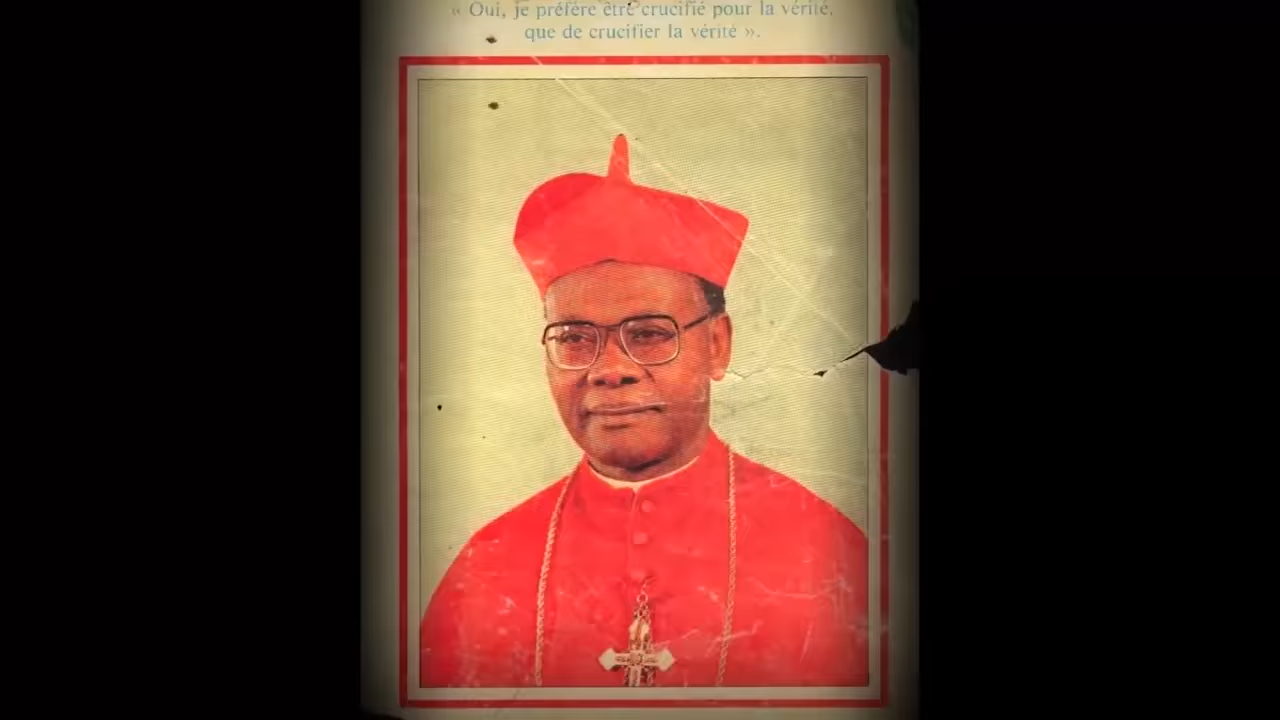 « Oui, je préfère être crucifié pour la vérité,
que de crucifier la vérité ».